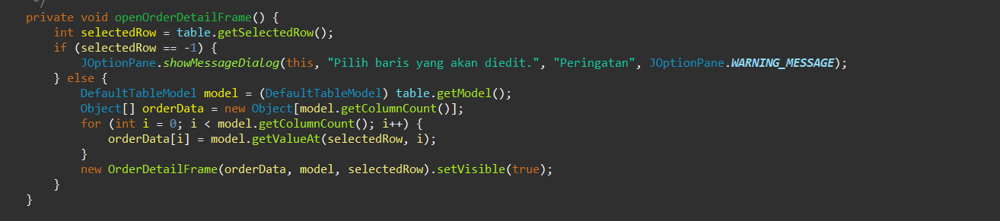 */
private void openOrderDetailFrame() {
int selectedRow = table.getSelectedRow();
if (selectedRow == -1) {
JOptionPane.showMessageDialog(this, "Pilih baris yang akan diedit.", "Peringatan", JOptionPane.WARNING_MESSAGE);
} else {
DefaultTableModel model = (DefaultTableModel) table.getModel();
Object[] orderData = new Object[model.getColumnCount()];
for (int i = 0; i < model.getColumnCount(); i++) {
orderData[i] = model.getValueAt(selectedRow, i);
}
new OrderDetailFrame(orderData, model, selectedRow).setVisible(true);
}
}